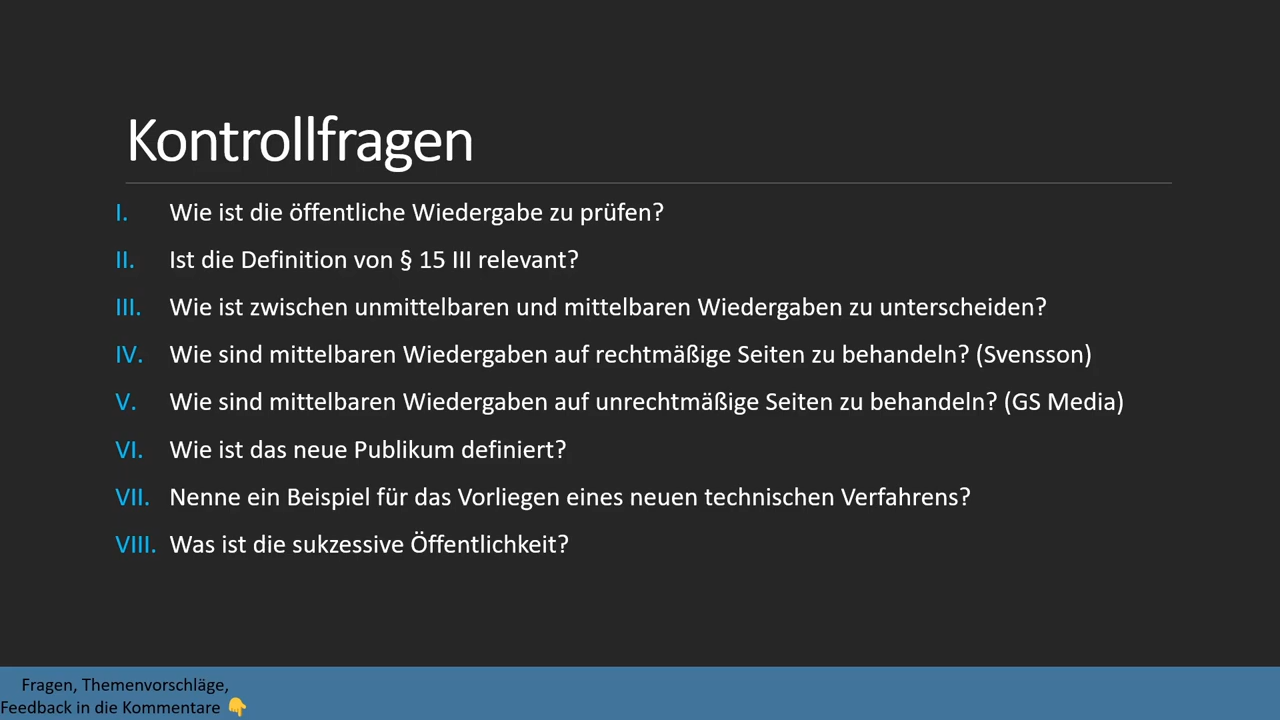 Kontrollfragen
I. Wie ist die öffentliche Wiedergabe zu prüfen?
II. Ist die Definition von § 15 III relevant?
III. Wie ist zwischen unmittelbaren und mittelbaren Wiedergaben zu unterscheiden?
IV. Wie sind mittelbaren Wiedergaben auf rechtmäßige Seiten zu behandeln? (Svensson)
V. Wie sind mittelbaren Wiedergaben auf unrechtmäßige Seiten zu behandeln? (GS Media)
VI. Wie ist das neue Publikum definiert?
VII. Nenne ein Beispiel für das Vorliegen eines neuen technischen Verfahrens?
VIII. Was ist die sukzessive Öffentlichkeit?
Fragen, Themenvorschläge,
Feedback in die Kommentare 👇